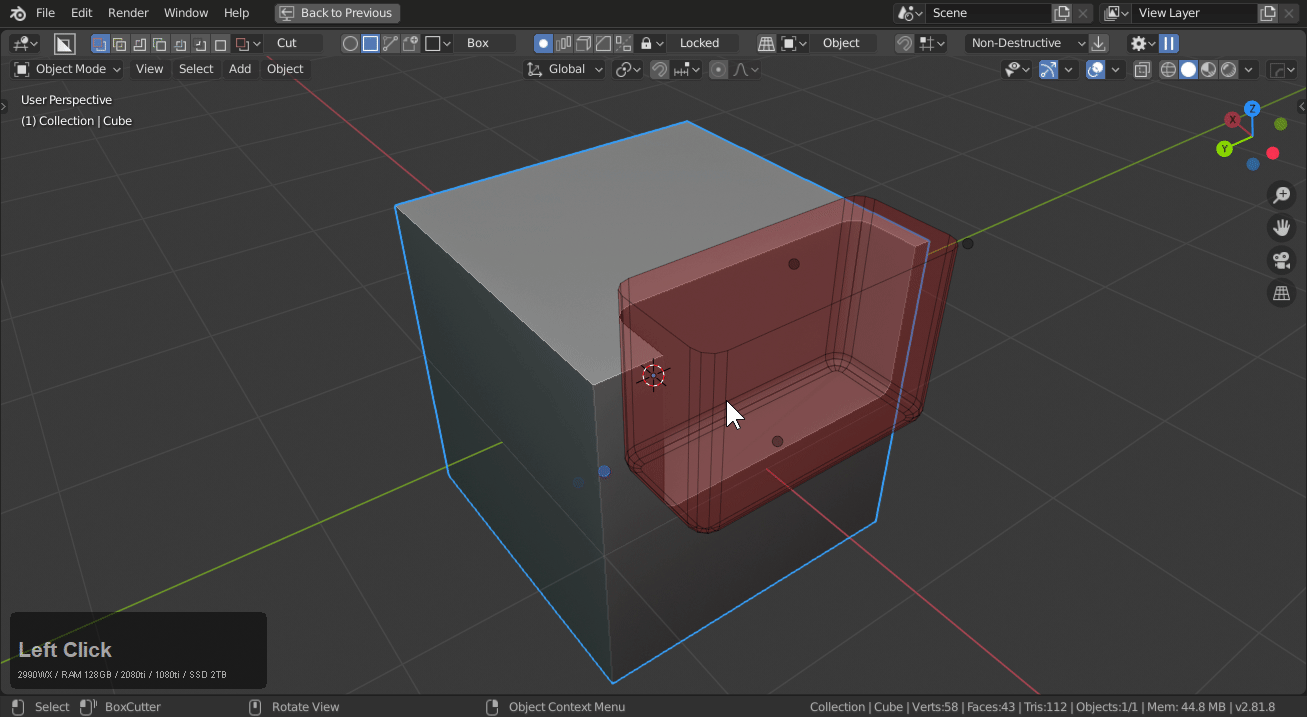 File Edit Render Window Help Back to Previous Scene View Layer
Cut Box Locked Object Non-Destructive
Object Mode View Select Add Object Global
User Perspective
(1) Collection | Cube
Z
X
Y
Left Click
2990WX / RAM 128GB / 2080ti / 1080ti / SSD 2TB
Select BoxCutter Rotate View Object Context Menu Collection | Cube | Verts:58 | Faces:43 | Tris:112 | Objects:1/1 | Mem: 44.8 MB | v2.81.8